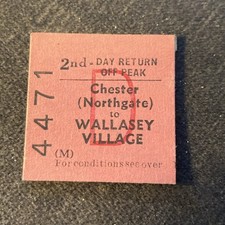 2nd - DAY RETURN
OFF-PEAK
Chester
(Northgate)
to
WALLASEY
VILLAGE
(M)
For conditions see over
4471
D